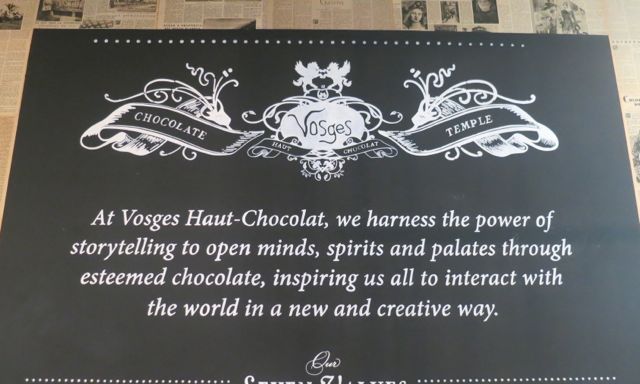 CHOCOLATE
Vosges
HAUT CHOCOLAT
TEMPLE
At Vosges Haut-Chocolat, we harness the power of
storytelling to open minds, spirits and palates through
esteemed chocolate, inspiring us all to interact with
the world in a new and creative way.
Our
SEVEN VALUES